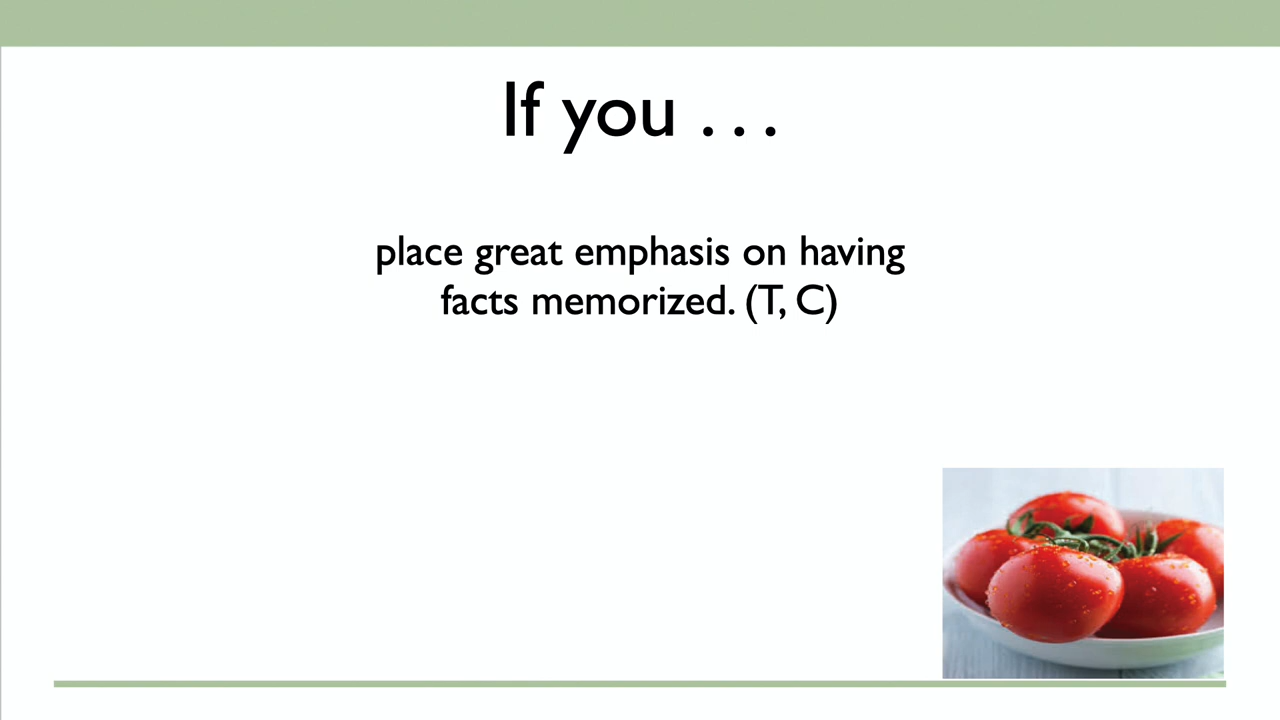 If you . . .
place great emphasis on having
facts memorized. (T, C)